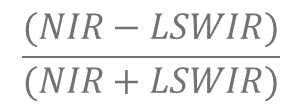 (NIR − LSWIR)
(NIR + LSWIR)